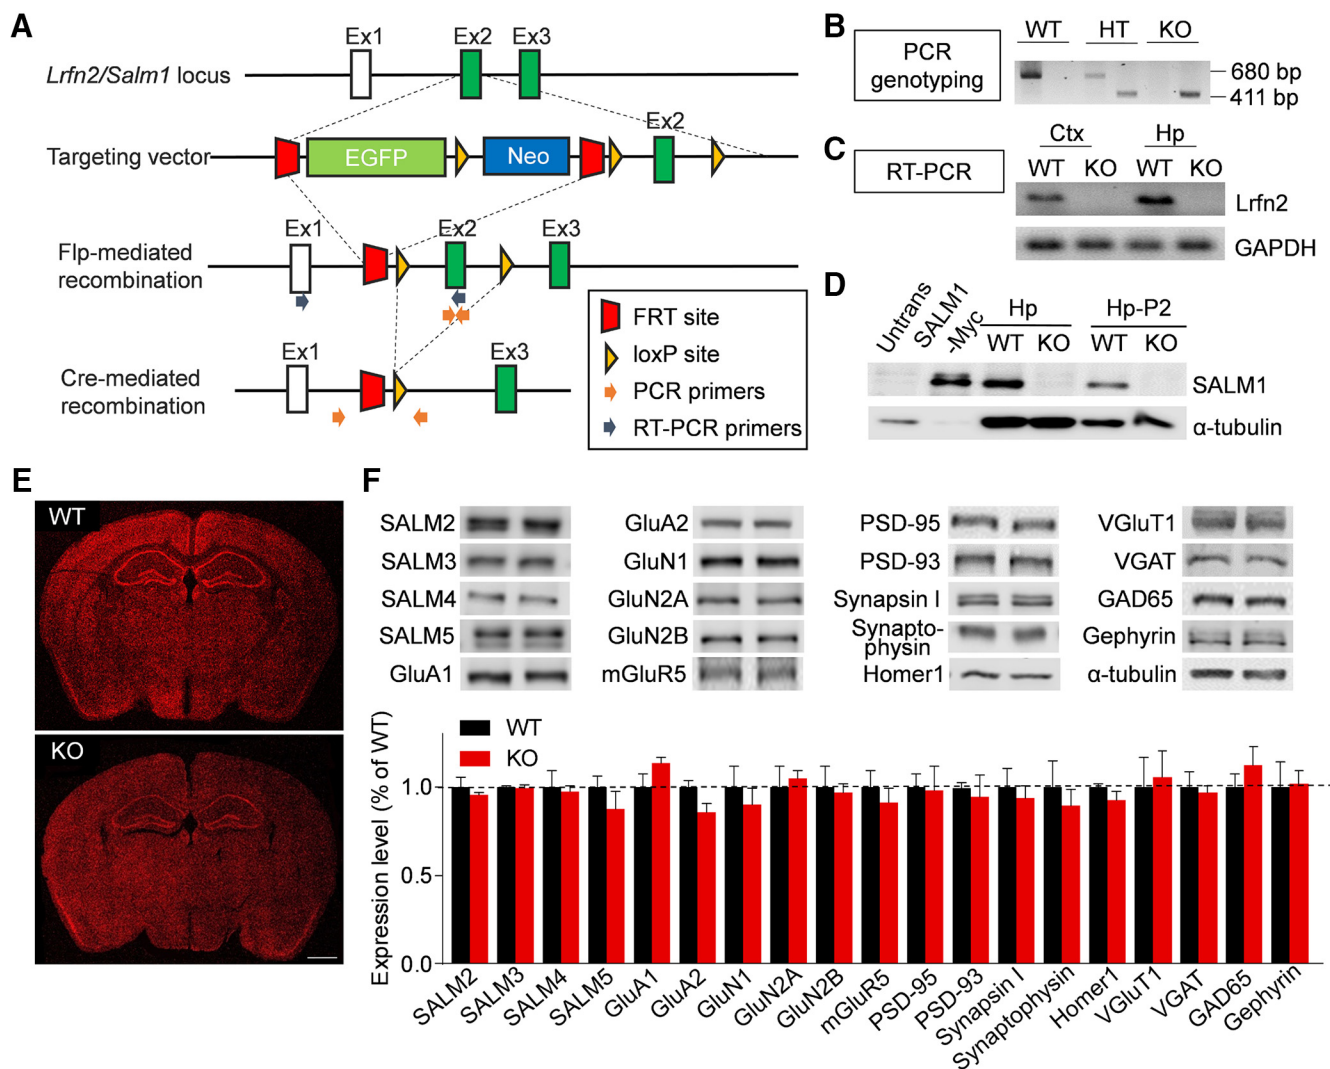 A
Ex1 Ex2 Ex3
Lrfn2/Salm1 locus
Ex2
Targeting vector
EGFP Neo
Ex1 Ex2 Ex3
Flp-mediated
recombination
Ex1 Ex3
Cre-mediated
recombination
FRT site
loxP site
PCR primers
RT-PCR primers
B
PCR
genotyping
WT HT KO
680 bp
411 bp
C
RT-PCR
Ctx Hp
WT KO WT KO
Lrfn2
GAPDH
D
Untrans
SALM1
-Myc
Hp Hp-P2
WT KO WT KO
SALM1
α-tubulin
E
WT
KO
F
SALM2
SALM3
SALM4
SALM5
GluA1
GluA2
GluN1
GluN2A
GluN2B
mGluR5
PSD-95
PSD-93
Synapsin I
Synapto-
physin
Homer1
VGluT1
VGAT
GAD65
Gephyrin
α-tubulin
Expression level (% of WT)
WT
KO
1.0
0.5
0.0
SALM2
SALM3
SALM4
SALM5
GluA1
GluA2
GluN1
GluN2A
GluN2B
mGluR5
PSD-95
PSD-93
Synapsin I
Synaptophysin
Homer1
VGluT1
VGAT
GAD65
Gephyrin